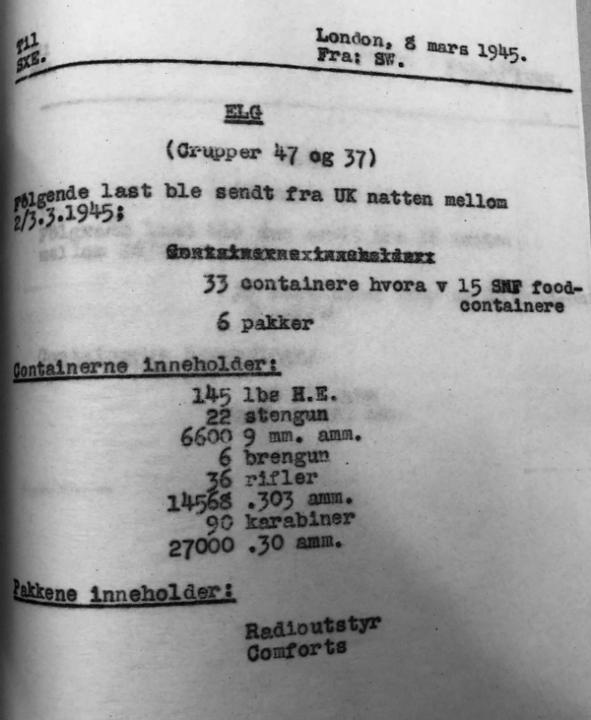 Til
SXE.
London, 8 mars 1945.
Fra: SW.
ELG
(Grupper 47 og 37)
Følgende last ble sendt fra UK natten mellom
2/3.3.1945;
33 containere hvora v 15 SNF food-
containere
6 pakker
Containerne inneholder:
145 lbs H.E.
22 stengun
6600 9 mm. amm.
6 brengun
36 rifler
14568 .303 amm.
90 karabiner
27000 .30 amm.
Pakkene inneholder:
Radioutstyr
Comforts